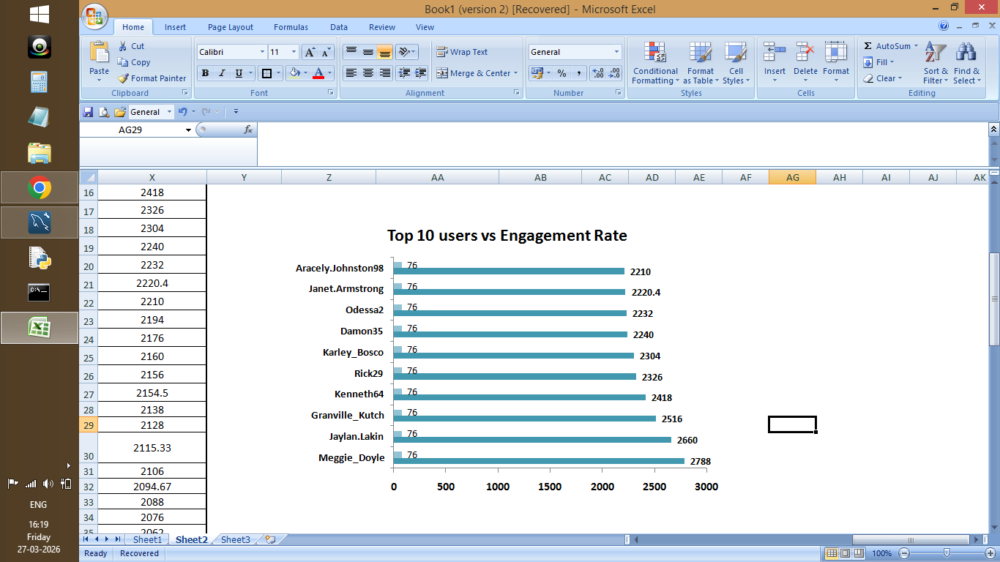 Book1 (version 2) [Recovered] - Microsoft Excel
Home Insert Page Layout Formulas Data Review View
Paste
Cut
Copy
Format Painter
Clipboard
Calibri 11
B I U
Font
Wrap Text
Merge & Center
Alignment
General
% ,
Number
Conditional Formatting
Format as Table
Cell Styles
Styles
Insert Delete Format
Cells
Σ AutoSum
Fill
Clear
Sort & Filter
Find & Select
Editing
General
AG29
fx
X Y Z AA AB AC AD AE AF AG AH AI AJ AK
16 2418
17 2326
18 2304
19 2240
20 2232
21 2220.4
22 2210
23 2194
24 2176
25 2160
26 2156
27 2154.5
28 2138
29 2128
30 2115.33
31 2106
32 2094.67
33 2088
34 2076
35 2062
Top 10 users vs Engagement Rate
Aracely.Johnston98 76 2210
Janet.Armstrong 76 2220.4
Odessa2 76 2232
Damon35 76 2240
Karley_Bosco 76 2304
Rick29 76 2326
Kenneth64 76 2418
Granville_Kutch 76 2516
Jaylan.Lakin 76 2660
Meggie_Doyle 76 2788
0 500 1000 1500 2000 2500 3000
Sheet1 Sheet2 Sheet3
Ready Recovered
100%
ENG
16:19
Friday
27-03-2026